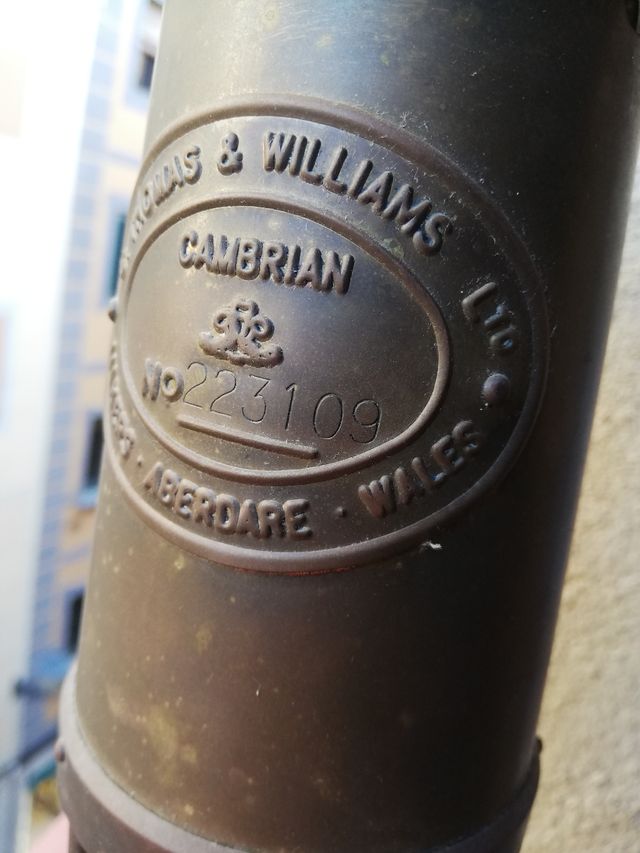 THOMAS & WILLIAMS LTD
CAMBRIAN
No 223109
ABERDARE · WALES